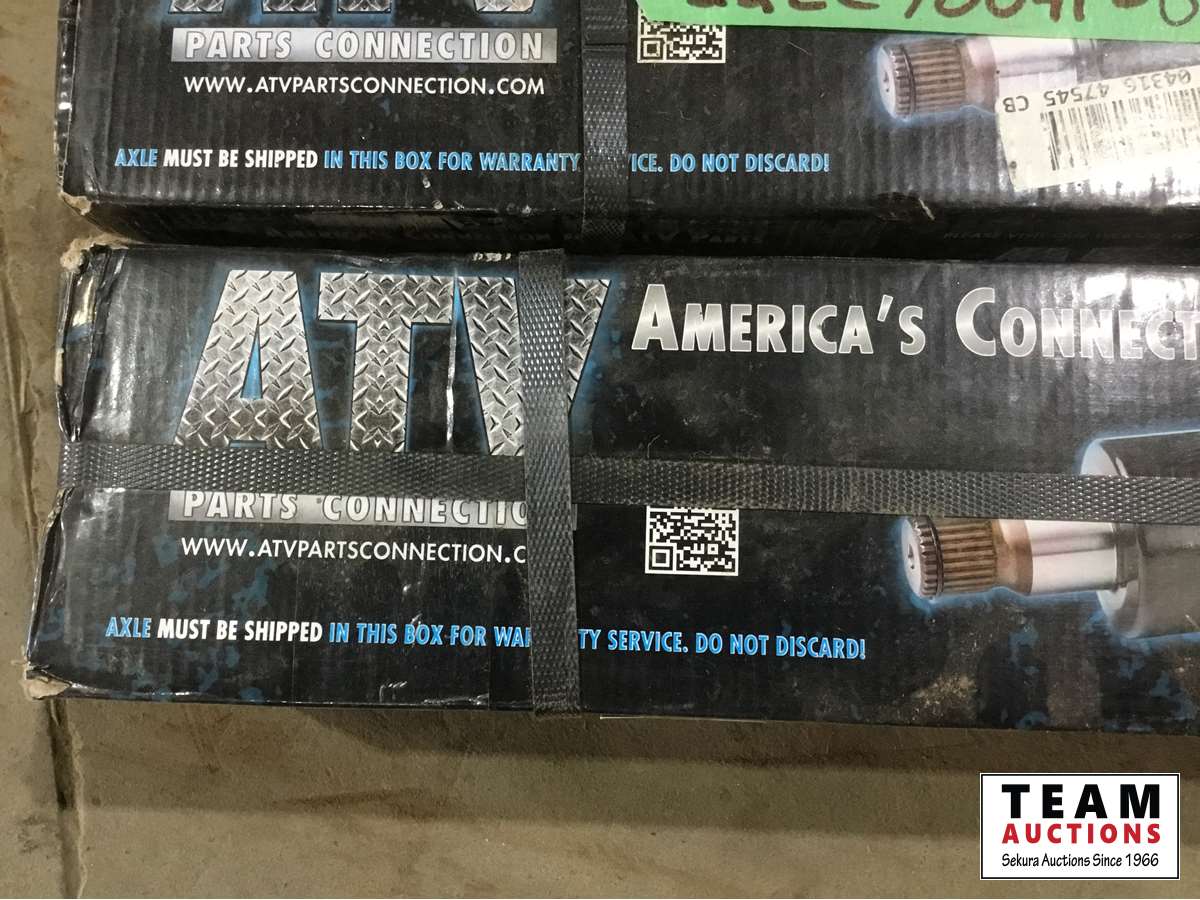 ATV
PARTS CONNECTION
WWW.ATVPARTSCONNECTION.COM
04316 47545 CB
AXLE MUST BE SHIPPED IN THIS BOX FOR WARRANTY ICE. DO NOT DISCARD!
ATV
AMERICA'S CONNECT
PARTS CONNECTIO
WWW.ATVPARTSCONNECTION.C
AXLE MUST BE SHIPPED IN THIS BOX FOR WAR TY SERVICE. DO NOT DISCARD!
TEAM
AUCTIONS
Sekura Auctions Since 1966